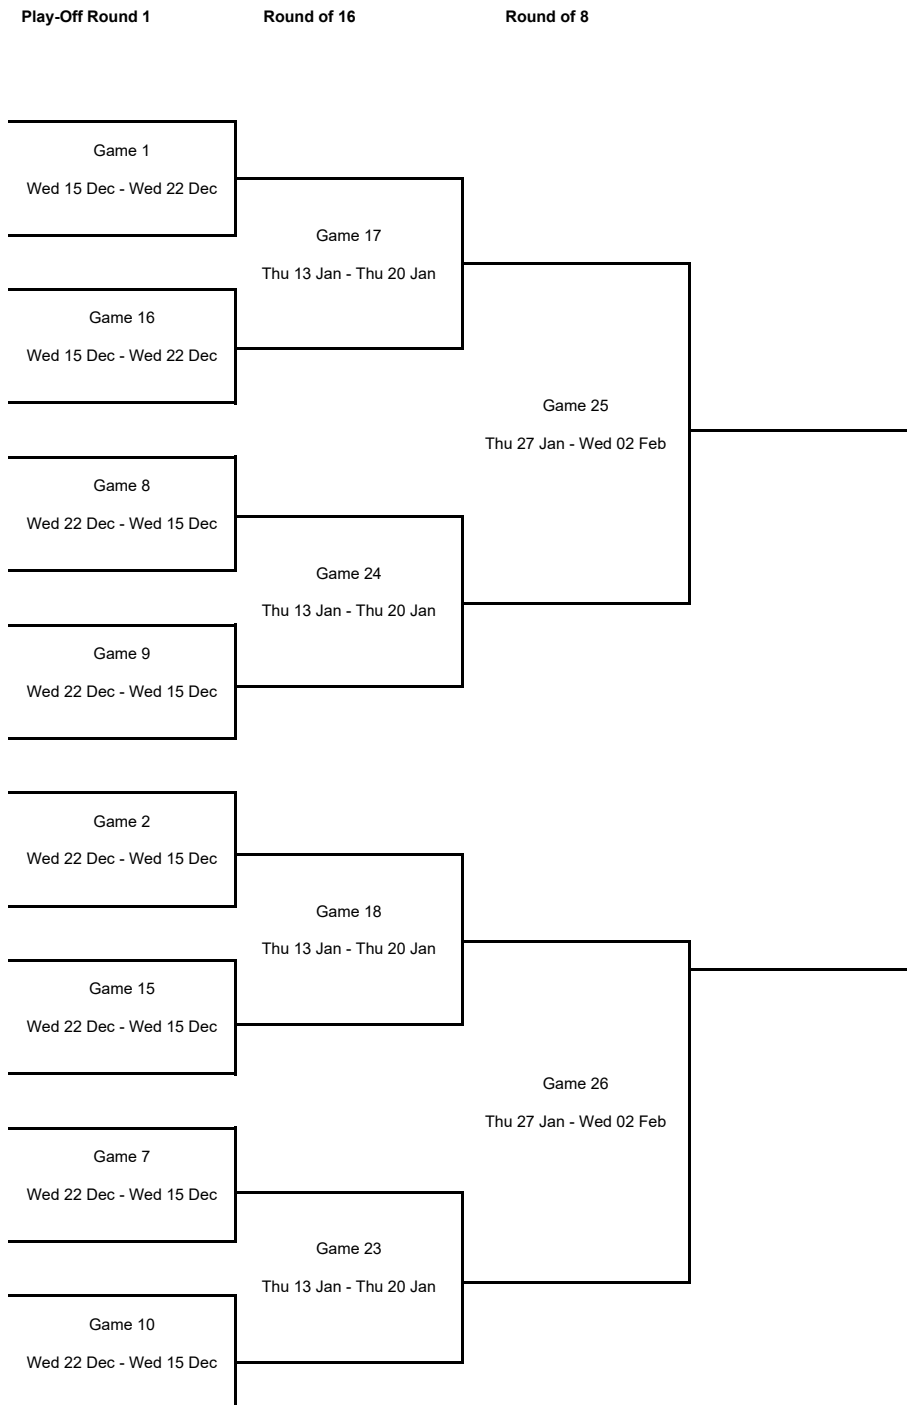 Play-Off Round 1 Round of 16 Round of 8
Game 1
Wed 15 Dec - Wed 22 Dec
Game 17
Thu 13 Jan - Thu 20 Jan
Game 16
Wed 15 Dec - Wed 22 Dec
Game 25
Thu 27 Jan - Wed 02 Feb
Game 8
Wed 22 Dec - Wed 15 Dec
Game 24
Thu 13 Jan - Thu 20 Jan
Game 9
Wed 22 Dec - Wed 15 Dec
Game 2
Wed 22 Dec - Wed 15 Dec
Game 18
Thu 13 Jan - Thu 20 Jan
Game 15
Wed 22 Dec - Wed 15 Dec
Game 26
Thu 27 Jan - Wed 02 Feb
Game 7
Wed 22 Dec - Wed 15 Dec
Game 23
Thu 13 Jan - Thu 20 Jan
Game 10
Wed 22 Dec - Wed 15 Dec